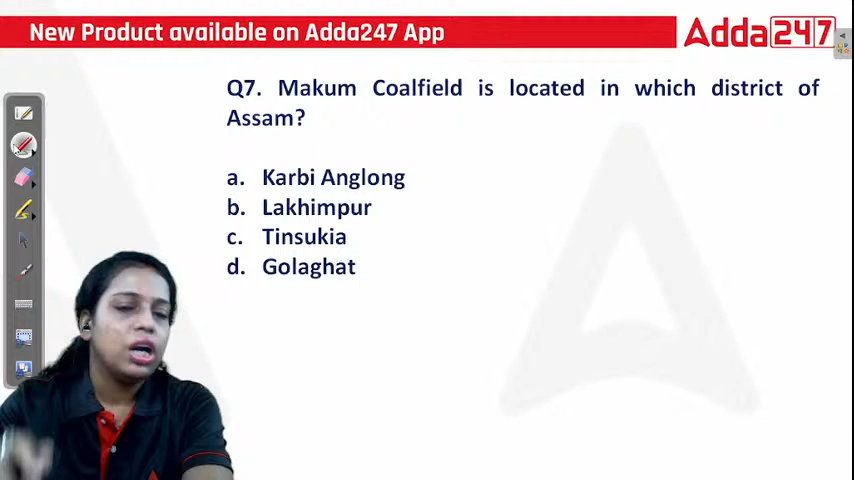 New Product available on Adda247 App
Adda247
Q7. Makum Coalfield is located in which district of
Assam?
a. Karbi Anglong
b. Lakhimpur
c. Tinsukia
d. Golaghat